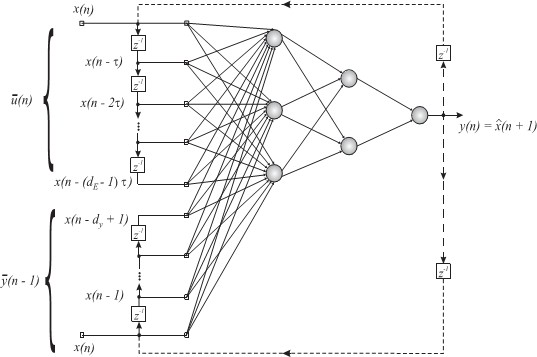 x(n)
z⁻¹
z⁻¹
x(n - τ)
z⁻¹
x(n - 2τ)
ū(n)
y(n) = x̂(n + 1)
z⁻¹
x(n - (d_E - 1) τ)
x(n - d_y + 1)
z⁻¹
ȳ(n - 1)
z⁻¹
x(n - 1)
z⁻¹
x(n)